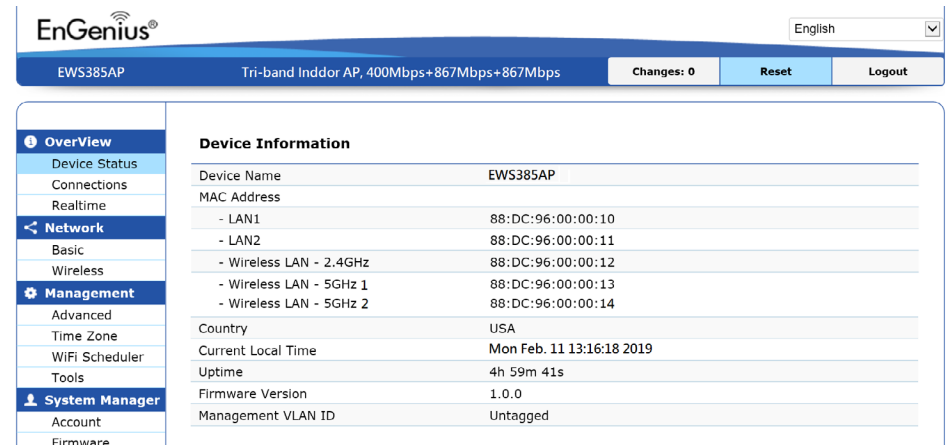 EnGenius®
English
EWS385AP Tri-band Inddor AP, 400Mbps+867Mbps+867Mbps Changes: 0 Reset Logout
OverView
Device Status
Connections
Realtime
Network
Basic
Wireless
Management
Advanced
Time Zone
WiFi Scheduler
Tools
System Manager
Account
Firmware
Device Information
Device Name EWS385AP
MAC Address
- LAN1 88:DC:96:00:00:10
- LAN2 88:DC:96:00:00:11
- Wireless LAN - 2.4GHz 88:DC:96:00:00:12
- Wireless LAN - 5GHz 1 88:DC:96:00:00:13
- Wireless LAN - 5GHz 2 88:DC:96:00:00:14
Country USA
Current Local Time Mon Feb. 11 13:16:18 2019
Uptime 4h 59m 41s
Firmware Version 1.0.0
Management VLAN ID Untagged